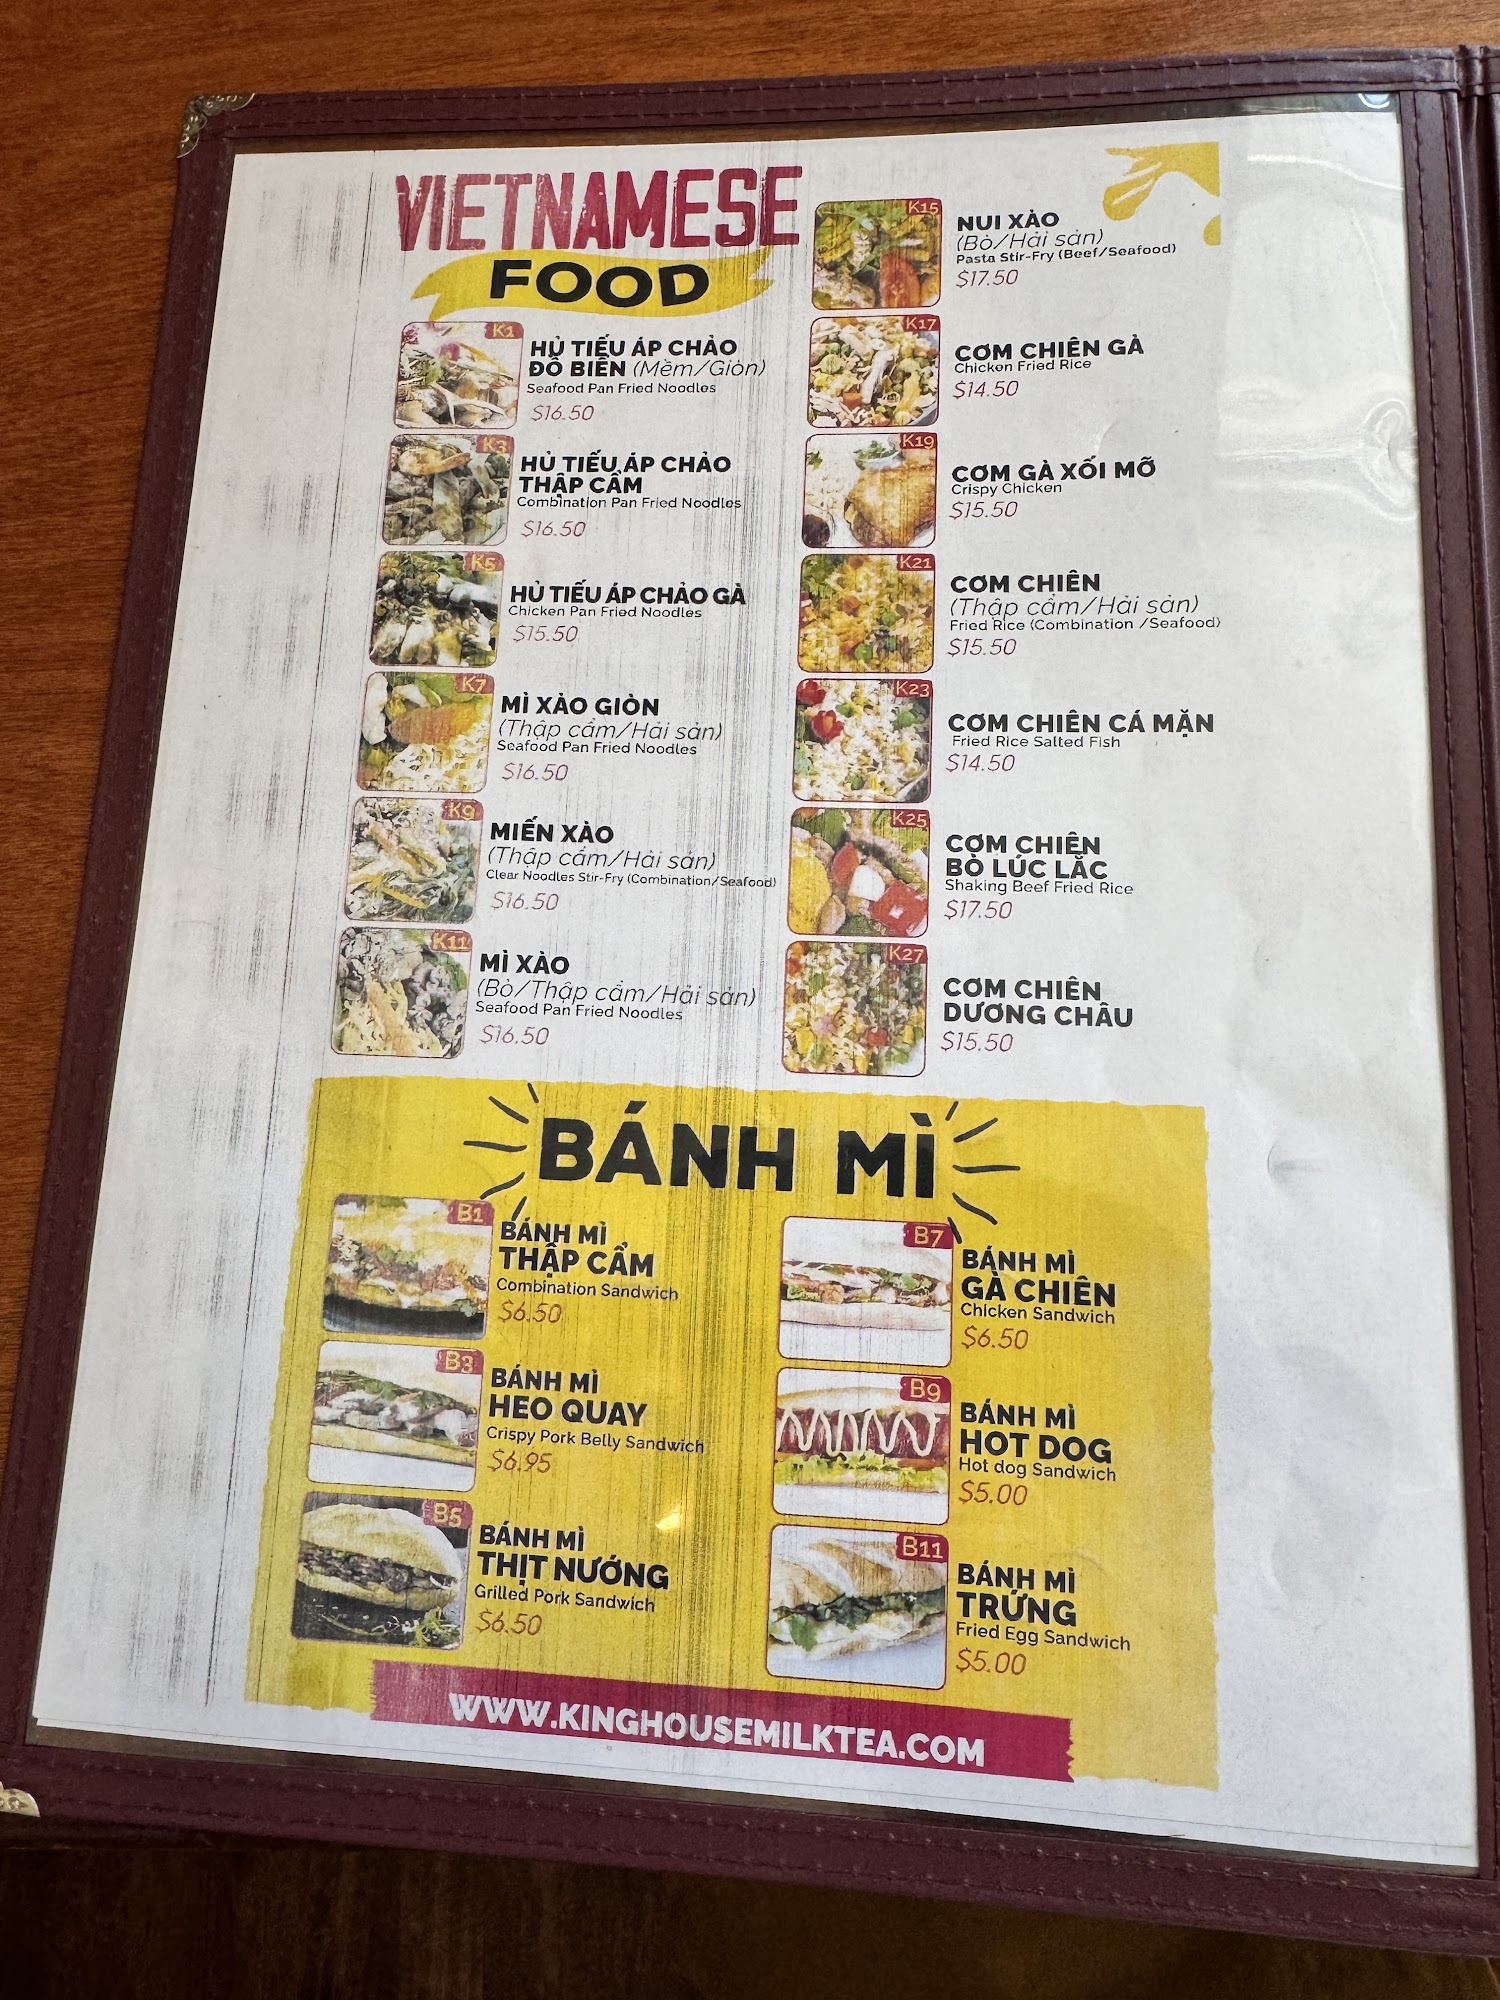 VIETNAMESE
FOOD
K1
HỦ TIẾU ÁP CHẢO
ĐỒ BIỂN (Mềm/Giòn)
Seafood Pan Fried Noodles
$16.50
K3
HỦ TIẾU ÁP CHẢO
THẬP CẨM
Combination Pan Fried Noodles
$16.50
K5
HỦ TIẾU ÁP CHẢO GÀ
Chicken Pan Fried Noodles
$15.50
K7
MÌ XÀO GIÒN
(Thập cẩm/Hải sản)
Seafood Pan Fried Noodles
$16.50
K9
MIẾN XÀO
(Thập cẩm/Hải sản)
Clear Noodles Stir-Fry (Combination/Seafood)
$16.50
K11
MÌ XÀO
(Bò/Thập cẩm/Hải sản)
Seafood Pan Fried Noodles
$16.50
K15
NUI XÀO
(Bò/Hải sản)
Pasta Stir-Fry (Beef/Seafood)
$17.50
K17
CƠM CHIÊN GÀ
Chicken Fried Rice
$14.50
K19
CƠM GÀ XỐI MỠ
Crispy Chicken
$15.50
K21
CƠM CHIÊN
(Thập cẩm/Hải sản)
Fried Rice (Combination /Seafood)
$15.50
K23
CƠM CHIÊN CÁ MẶN
Fried Rice Salted Fish
$14.50
K25
CƠM CHIÊN
BÒ LÚC LẮC
Shaking Beef Fried Rice
$17.50
K27
CƠM CHIÊN
DƯƠNG CHÂU
$15.50
BÁNH MÌ
B1
BÁNH MÌ
THẬP CẨM
Combination Sandwich
$6.50
B3
BÁNH MÌ
HEO QUAY
Crispy Pork Belly Sandwich
$6.95
B5
BÁNH MÌ
THỊT NƯỚNG
Grilled Pork Sandwich
$6.50
B7
BÁNH MÌ
GÀ CHIÊN
Chicken Sandwich
$6.50
B9
BÁNH MÌ
HOT DOG
Hot dog Sandwich
$5.00
B11
BÁNH MÌ
TRỨNG
Fried Egg Sandwich
$5.00
WWW.KINGHOUSEMILKTEA.COM